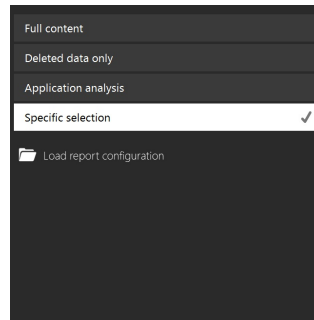 Full content
Deleted data only
Application analysis
Specific selection
Load report configuration